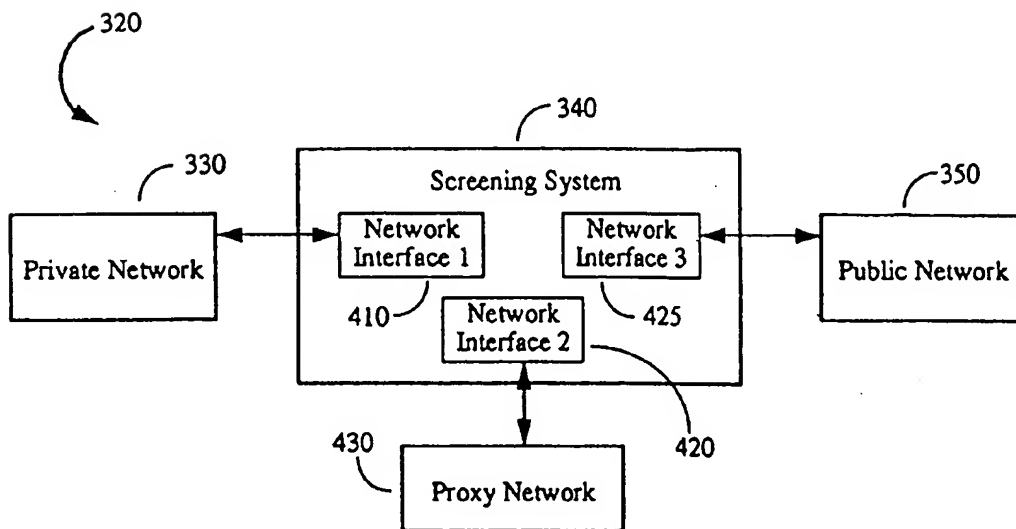 320
340
330
350
Screening System
Private Network
Network
Interface 1
Network
Interface 3
Public Network
410
425
Network
Interface 2
420
430
Proxy Network